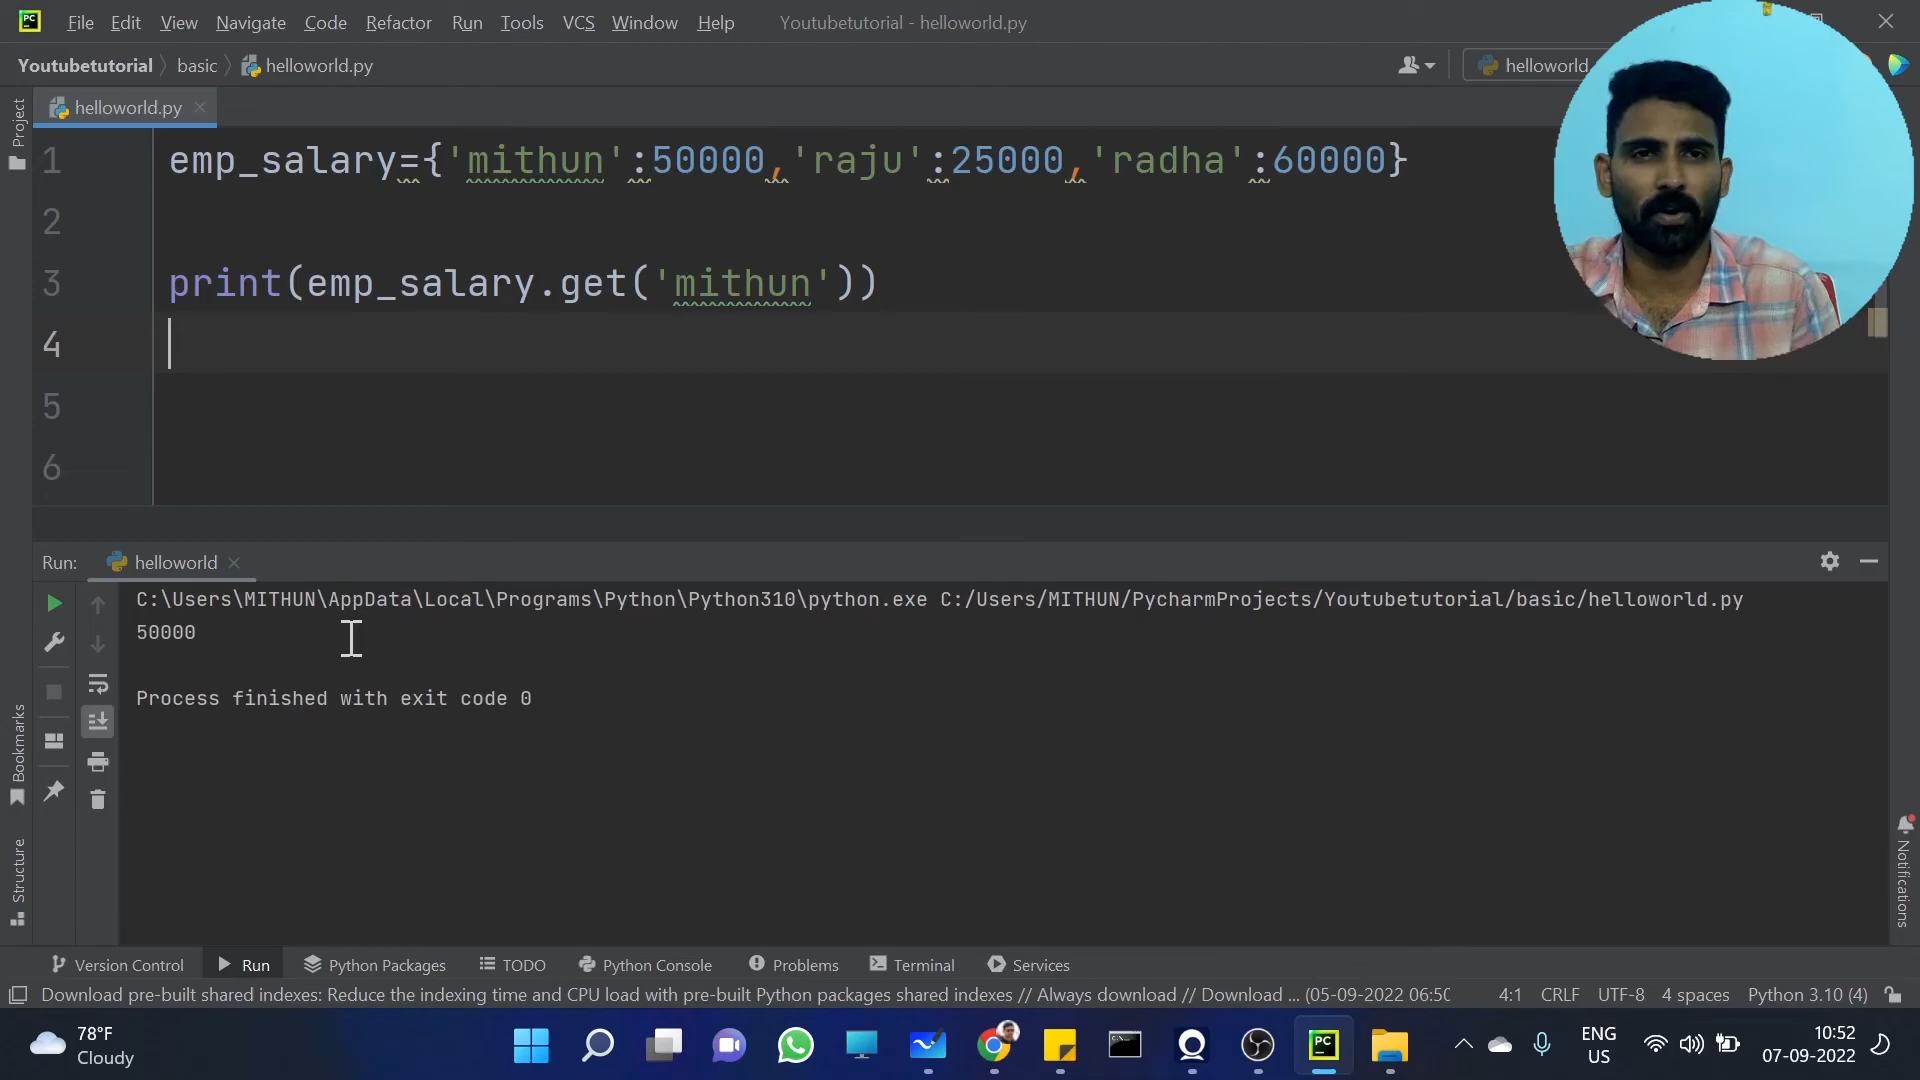 File Edit View Navigate Code Refactor Run Tools VCS Window Help Youtubetutorial - helloworld.py
Youtubetutorial basic helloworld.py helloworld
helloworld.py
Project
1 emp_salary={'mithun':50000,'raju':25000,'radha':60000}
2
3 print(emp_salary.get('mithun'))
4
5
6
Run: helloworld
C:\Users\MITHUN\AppData\Local\Programs\Python\Python310\python.exe C:/Users/MITHUN/PycharmProjects/Youtubetutorial/basic/helloworld.py
50000
Process finished with exit code 0
Bookmarks
Structure
Notifications
Version Control Run Python Packages TODO Python Console Problems Terminal Services
Download pre-built shared indexes: Reduce the indexing time and CPU load with pre-built Python packages shared indexes // Always download // Download ... (05-09-2022 06:50 4:1 CRLF UTF-8 4 spaces Python 3.10 (4)
78°F
Cloudy
PC
ENG
US
10:52
07-09-2022